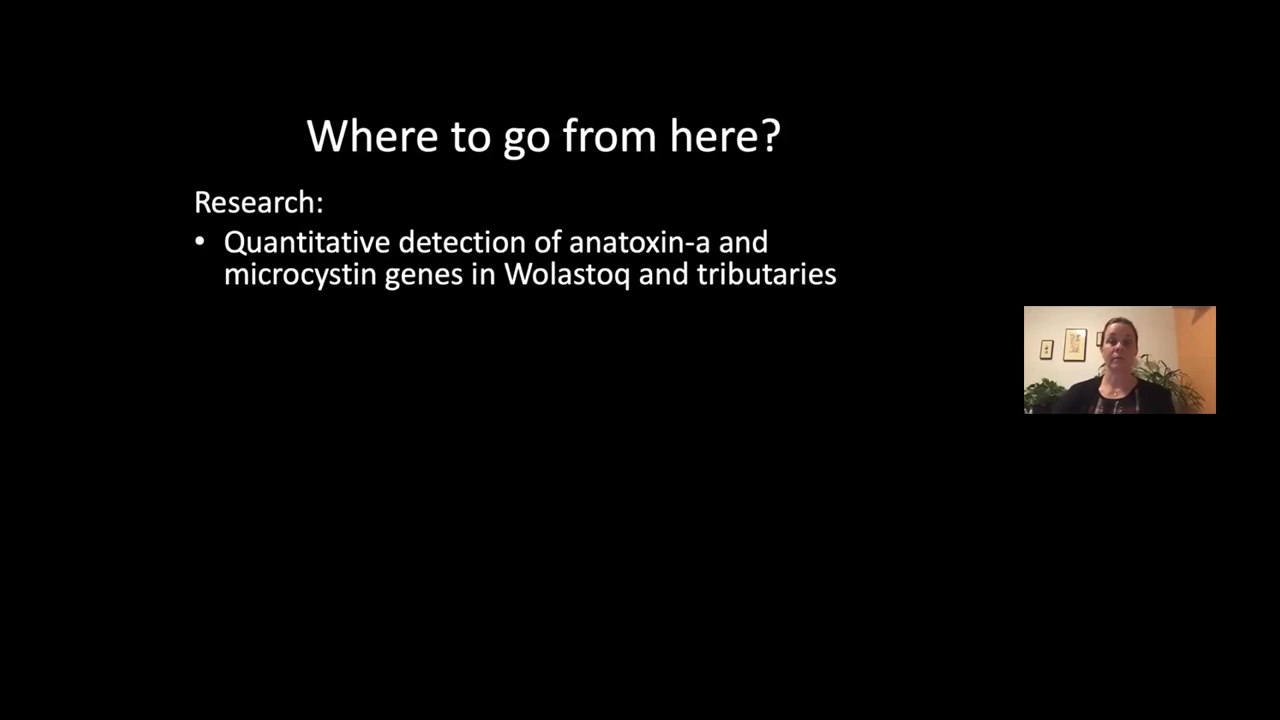 Where to go from here?
Research:
• Quantitative detection of anatoxin-a and
microcystin genes in Wolastoq and tributaries